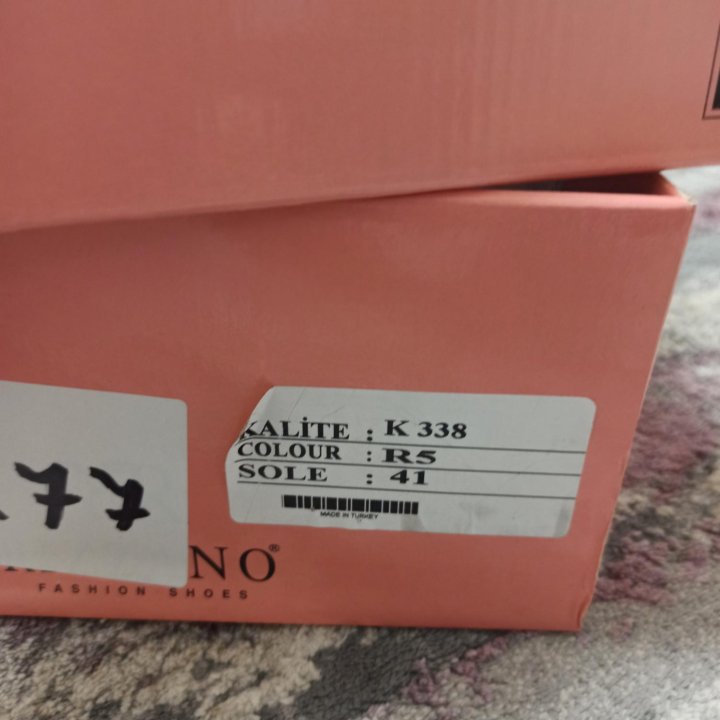 KALİTE : K 338
COLOUR : R5
SOLE : 41
MADE IN TURKEY
FASHION SHOES